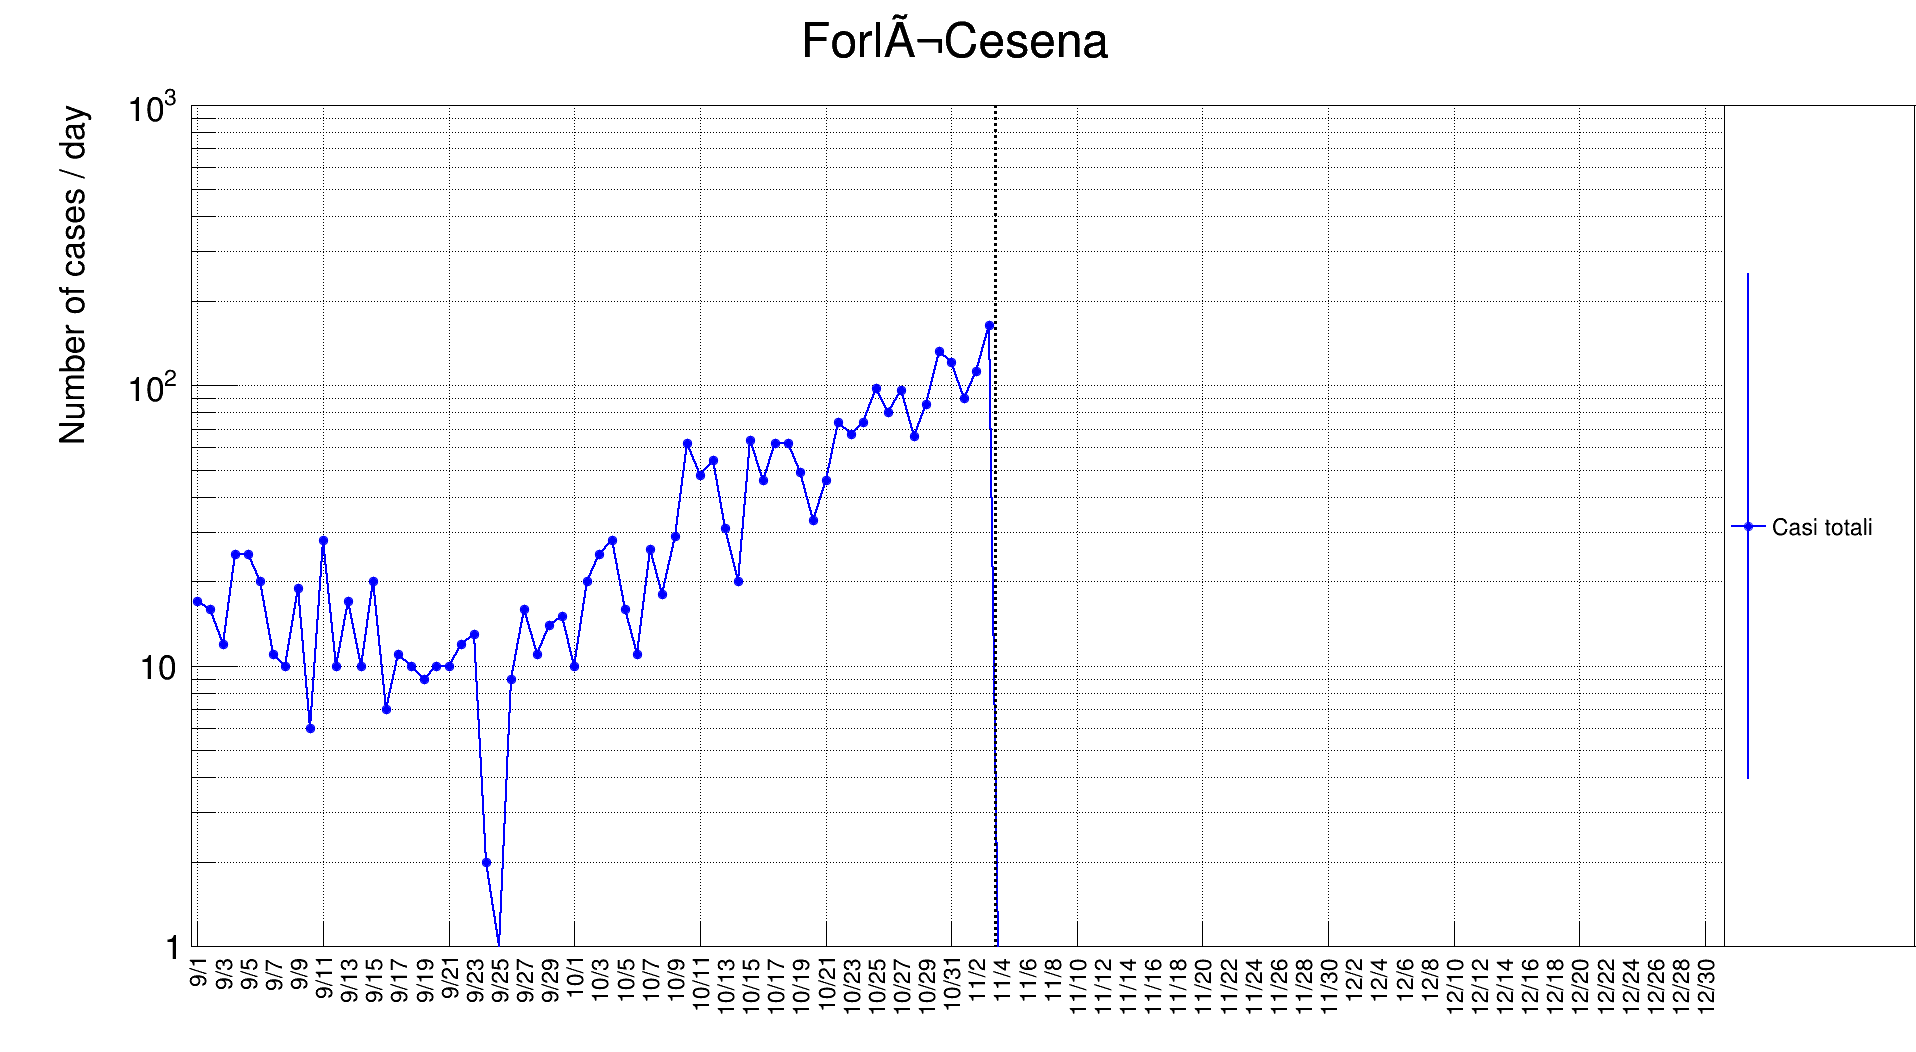 ForlÃ¬Cesena
Number of cases / day
10³
10²
10
1
9/1 9/3 9/5 9/7 9/9 9/11 9/13 9/15 9/17 9/19 9/21 9/23 9/25 9/27 9/29 10/1 10/3 10/5 10/7 10/9 10/11 10/13 10/15 10/17 10/19 10/21 10/23 10/25 10/27 10/29 10/31 11/2 11/4 11/6 11/8 11/10 11/12 11/14 11/16 11/18 11/20 11/22 11/24 11/26 11/28 11/30 12/2 12/4 12/6 12/8 12/10 12/12 12/14 12/16 12/18 12/20 12/22 12/24 12/26 12/28 12/30
Casi totali